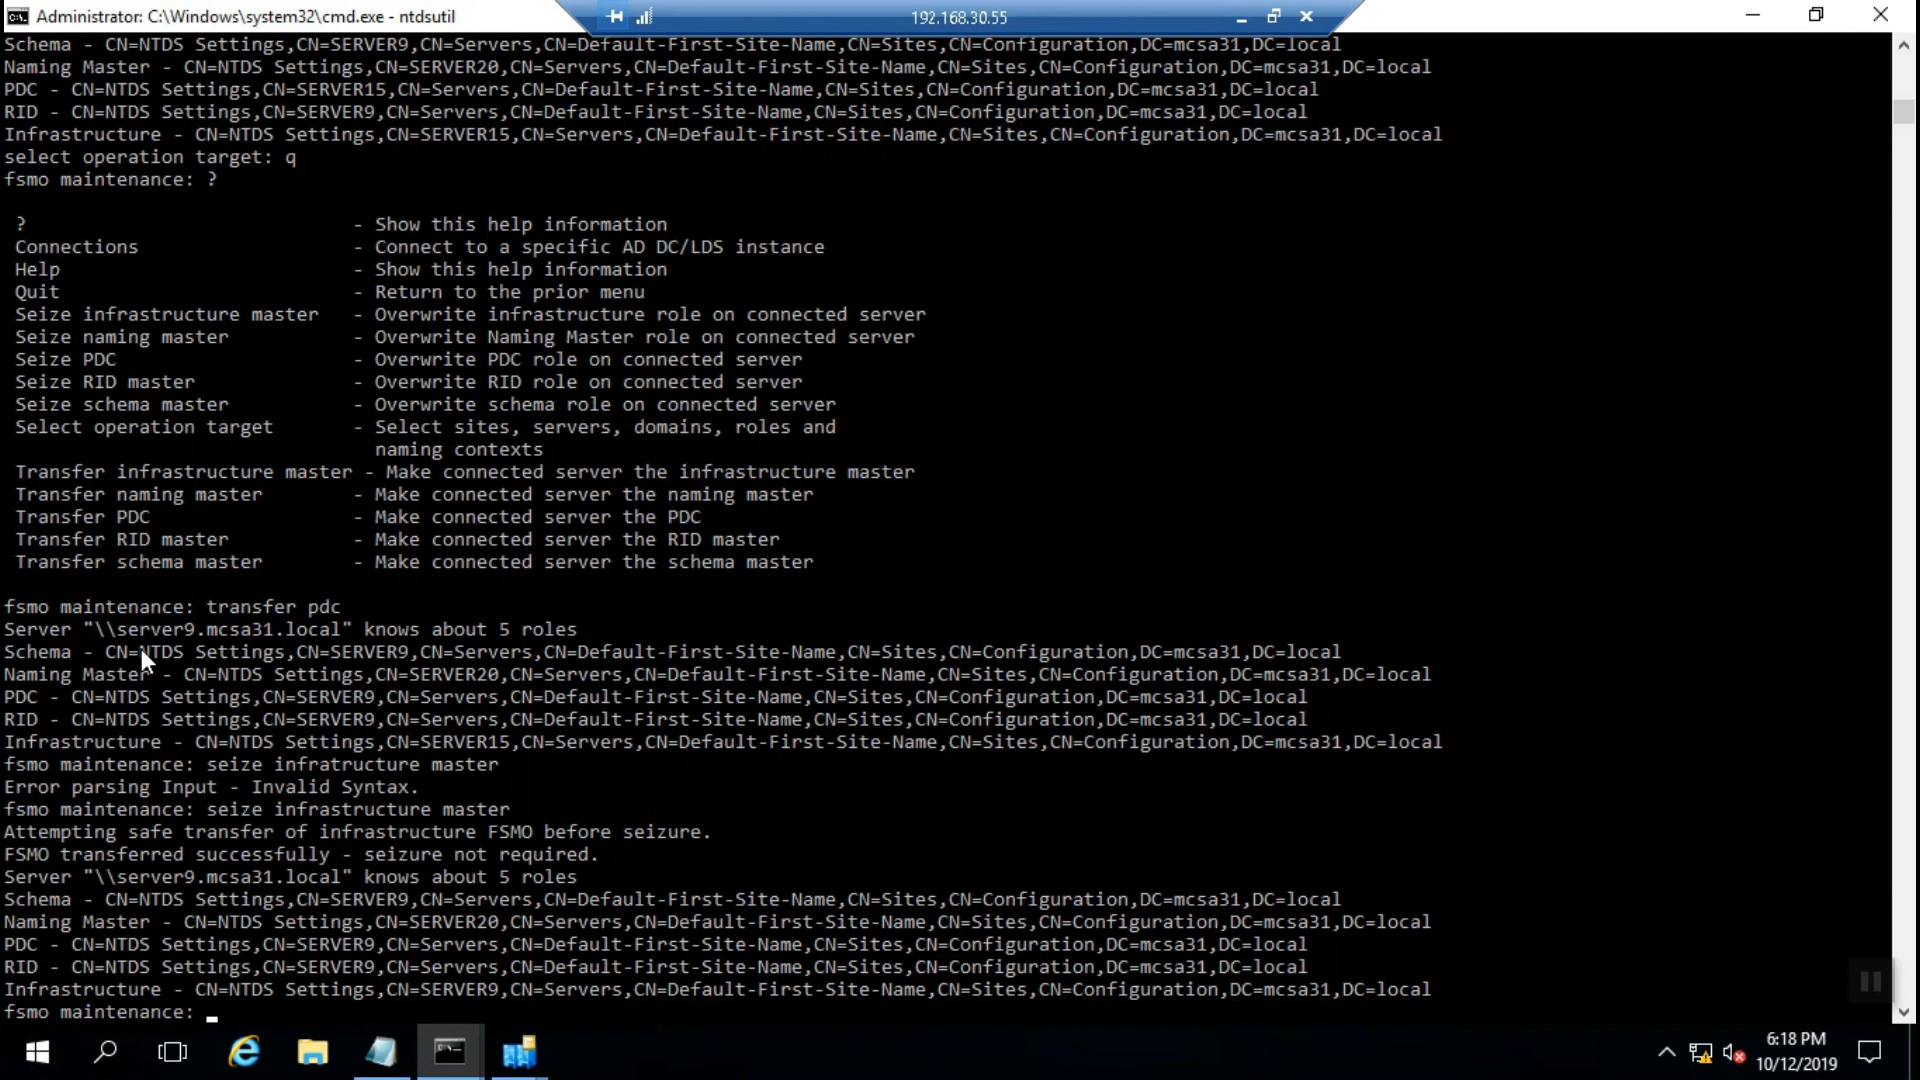 Administrator: C:\Windows\system32\cmd.exe - ntdsutil
192.168.30.55
Schema - CN=NTDS Settings,CN=SERVER9,CN=Servers,CN=Default-First-Site-Name,CN=Sites,CN=Configuration,DC=mcsa31,DC=local
Naming Master - CN=NTDS Settings,CN=SERVER20,CN=Servers,CN=Default-First-Site-Name,CN=Sites,CN=Configuration,DC=mcsa31,DC=local
PDC - CN=NTDS Settings,CN=SERVER15,CN=Servers,CN=Default-First-Site-Name,CN=Sites,CN=Configuration,DC=mcsa31,DC=local
RID - CN=NTDS Settings,CN=SERVER9,CN=Servers,CN=Default-First-Site-Name,CN=Sites,CN=Configuration,DC=mcsa31,DC=local
Infrastructure - CN=NTDS Settings,CN=SERVER15,CN=Servers,CN=Default-First-Site-Name,CN=Sites,CN=Configuration,DC=mcsa31,DC=local
select operation target: q
fsmo maintenance: ?
? - Show this help information
Connections - Connect to a specific AD DC/LDS instance
Help - Show this help information
Quit - Return to the prior menu
Seize infrastructure master - Overwrite infrastructure role on connected server
Seize naming master - Overwrite Naming Master role on connected server
Seize PDC - Overwrite PDC role on connected server
Seize RID master - Overwrite RID role on connected server
Seize schema master - Overwrite schema role on connected server
Select operation target - Select sites, servers, domains, roles and
naming contexts
Transfer infrastructure master - Make connected server the infrastructure master
Transfer naming master - Make connected server the naming master
Transfer PDC - Make connected server the PDC
Transfer RID master - Make connected server the RID master
Transfer schema master - Make connected server the schema master
fsmo maintenance: transfer pdc
Server "\\server9.mcsa31.local" knows about 5 roles
Schema - CN=NTDS Settings,CN=SERVER9,CN=Servers,CN=Default-First-Site-Name,CN=Sites,CN=Configuration,DC=mcsa31,DC=local
Naming Master - CN=NTDS Settings,CN=SERVER20,CN=Servers,CN=Default-First-Site-Name,CN=Sites,CN=Configuration,DC=mcsa31,DC=local
PDC - CN=NTDS Settings,CN=SERVER9,CN=Servers,CN=Default-First-Site-Name,CN=Sites,CN=Configuration,DC=mcsa31,DC=local
RID - CN=NTDS Settings,CN=SERVER9,CN=Servers,CN=Default-First-Site-Name,CN=Sites,CN=Configuration,DC=mcsa31,DC=local
Infrastructure - CN=NTDS Settings,CN=SERVER15,CN=Servers,CN=Default-First-Site-Name,CN=Sites,CN=Configuration,DC=mcsa31,DC=local
fsmo maintenance: seize infratructure master
Error parsing Input - Invalid Syntax.
fsmo maintenance: seize infrastructure master
Attempting safe transfer of infrastructure FSMO before seizure.
FSMO transferred successfully - seizure not required.
Server "\\server9.mcsa31.local" knows about 5 roles
Schema - CN=NTDS Settings,CN=SERVER9,CN=Servers,CN=Default-First-Site-Name,CN=Sites,CN=Configuration,DC=mcsa31,DC=local
Naming Master - CN=NTDS Settings,CN=SERVER20,CN=Servers,CN=Default-First-Site-Name,CN=Sites,CN=Configuration,DC=mcsa31,DC=local
PDC - CN=NTDS Settings,CN=SERVER9,CN=Servers,CN=Default-First-Site-Name,CN=Sites,CN=Configuration,DC=mcsa31,DC=local
RID - CN=NTDS Settings,CN=SERVER9,CN=Servers,CN=Default-First-Site-Name,CN=Sites,CN=Configuration,DC=mcsa31,DC=local
Infrastructure - CN=NTDS Settings,CN=SERVER9,CN=Servers,CN=Default-First-Site-Name,CN=Sites,CN=Configuration,DC=mcsa31,DC=local
fsmo maintenance:
6:18 PM
10/12/2019